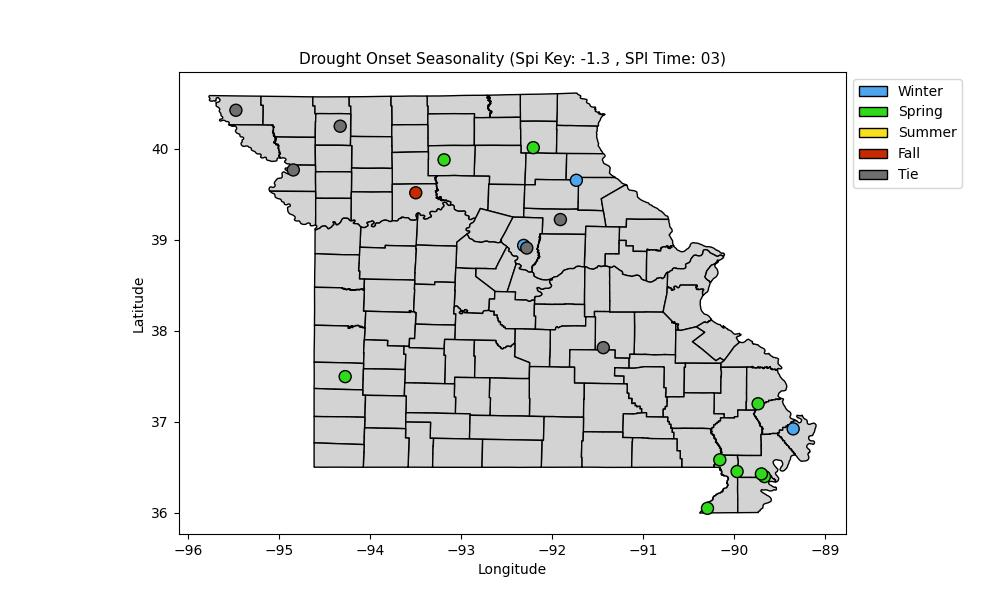 Drought Onset Seasonality (Spi Key: -1.3 , SPI Time: 03)
Winter
Spring
Summer
Fall
Tie
40
39
38
37
36
Latitude
−96 −95 −94 −93 −92 −91 −90 −89
Longitude